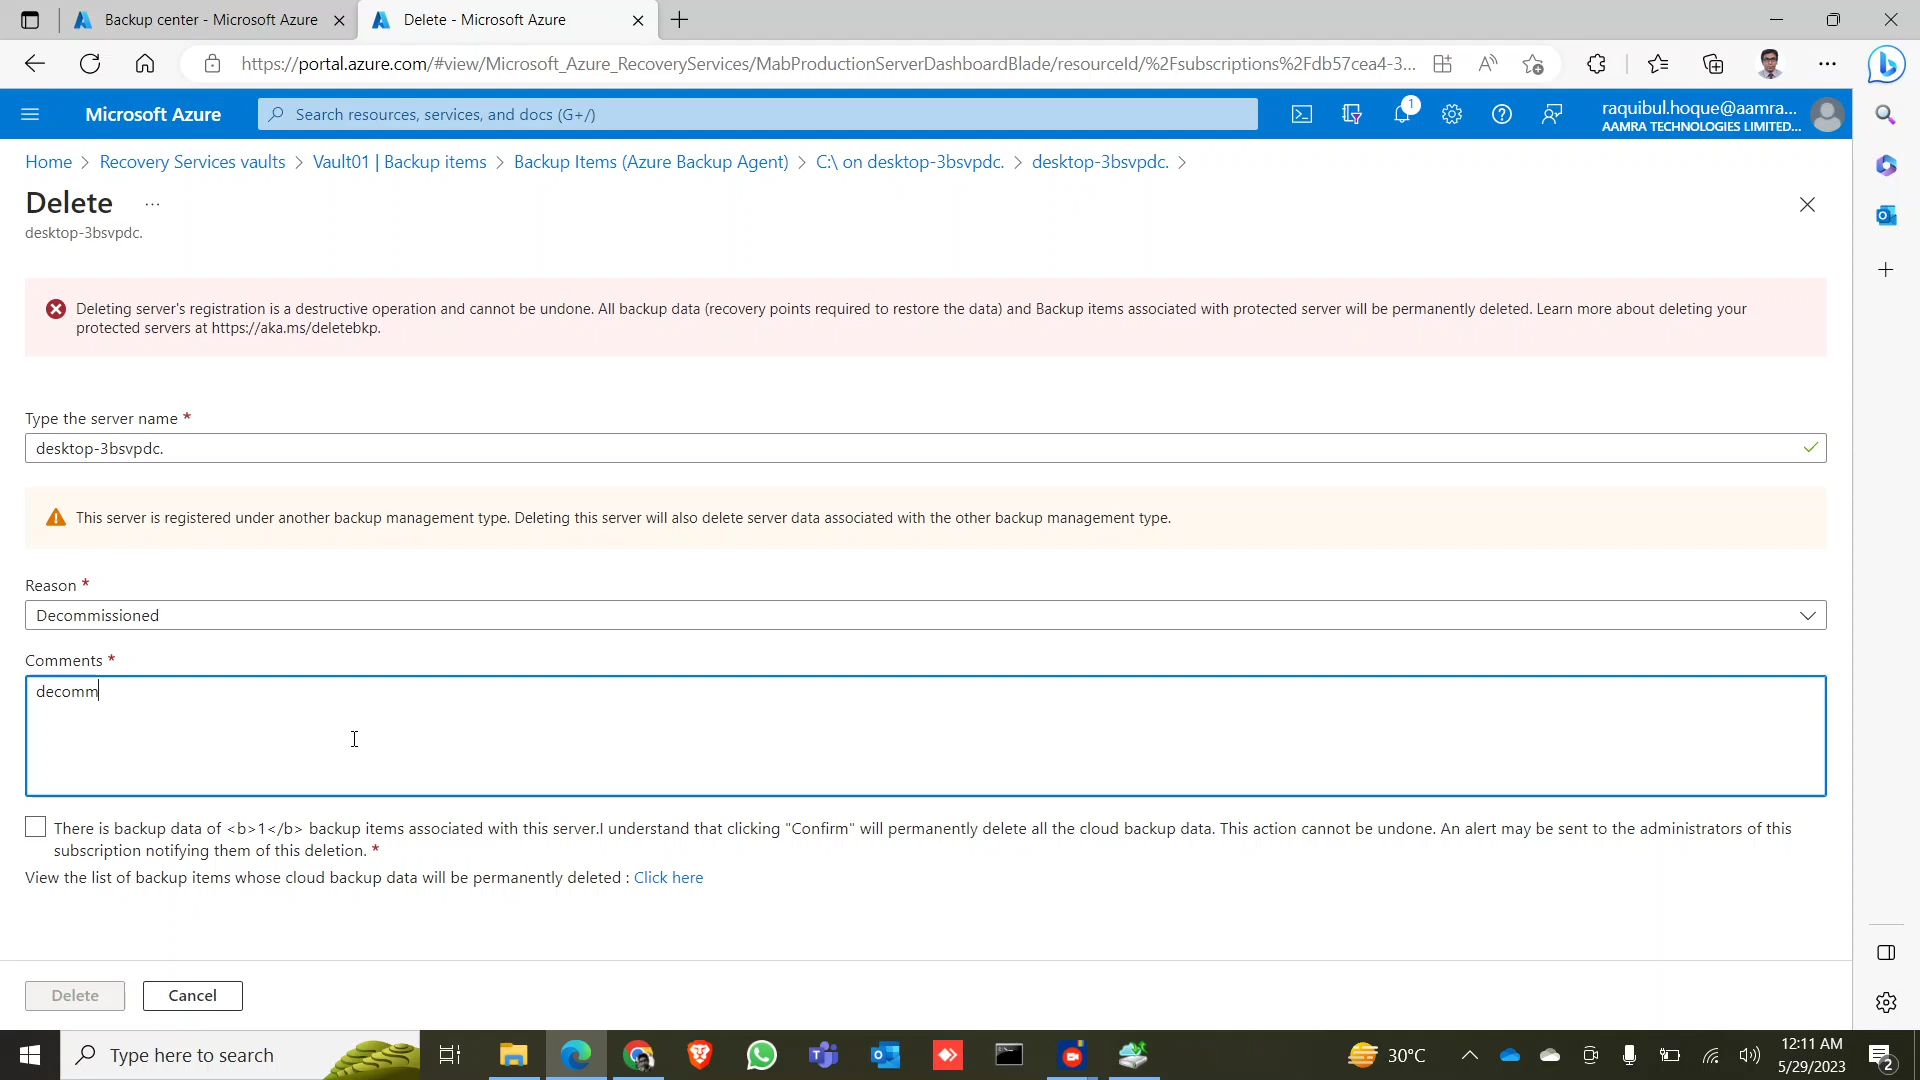 Backup center - Microsoft Azure
Delete - Microsoft Azure
https://portal.azure.com/#view/Microsoft_Azure_RecoveryServices/MabProductionServerDashboardBlade/resourceId/%2Fsubscriptions%2Fdb57cea4-3...
Microsoft Azure
Search resources, services, and docs (G+/)
1
raquibul.hoque@aamra...
AAMRA TECHNOLOGIES LIMITED...
Home > Recovery Services vaults > Vault01 | Backup items > Backup Items (Azure Backup Agent) > C:\ on desktop-3bsvpdc. > desktop-3bsvpdc. >
Delete ...
desktop-3bsvpdc.
Deleting server's registration is a destructive operation and cannot be undone. All backup data (recovery points required to restore the data) and Backup items associated with protected server will be permanently deleted. Learn more about deleting your
protected servers at https://aka.ms/deletebkp.
Type the server name *
desktop-3bsvpdc.
This server is registered under another backup management type. Deleting this server will also delete server data associated with the other backup management type.
Reason *
Decommissioned
Comments *
decomm
There is backup data of <b>1</b> backup items associated with this server.I understand that clicking "Confirm" will permanently delete all the cloud backup data. This action cannot be undone. An alert may be sent to the administrators of this
subscription notifying them of this deletion. *
View the list of backup items whose cloud backup data will be permanently deleted : Click here
Delete
Cancel
Type here to search
30°C
12:11 AM
5/29/2023
2